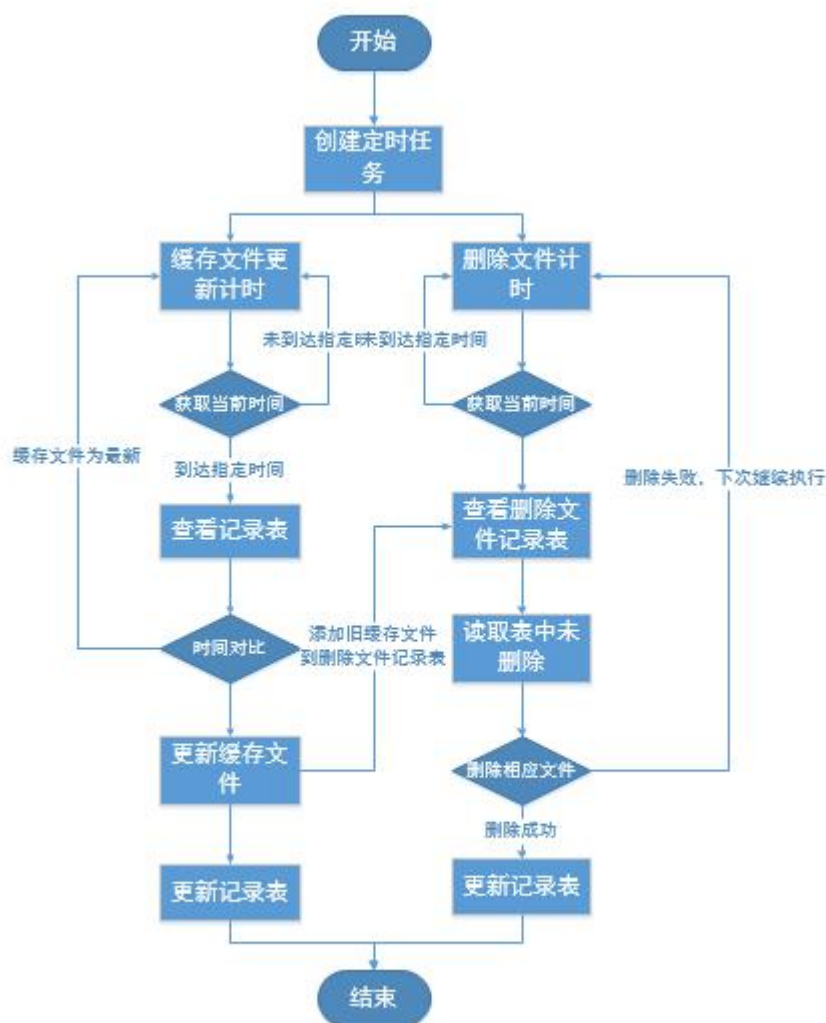 开始
创建定时任
务
缓存文件更
新计时
删除文件计
时
未到达指定
未到达指定时间
获取当前时间
获取当前时间
缓存文件为最新
到达指定时间
删除失败，下次继续执行
查看记录表
查看删除文
件记录表
时间对比
添加旧缓存文件
到删除文件记录表
读取表中未
删除
更新缓存文
件
删除相应文件
删除成功
更新记录表
更新记录表
结束